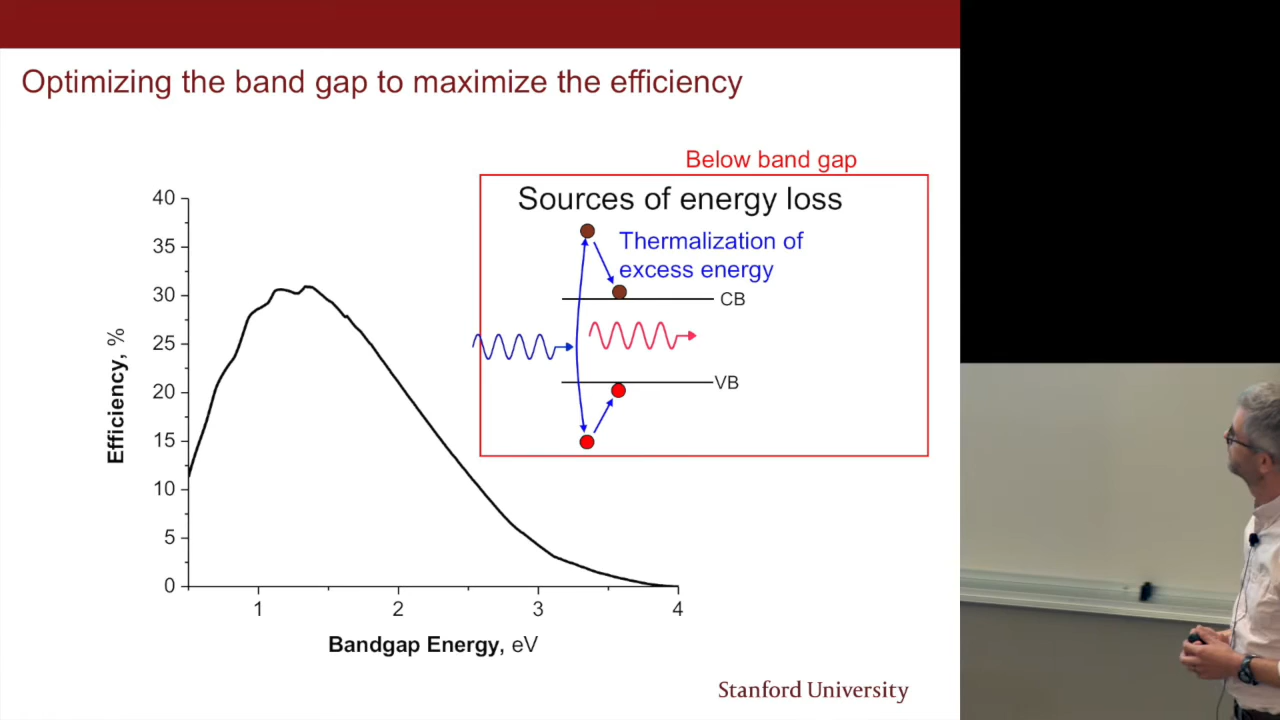 Optimizing the band gap to maximize the efficiency
Below band gap
Sources of energy loss
Thermalization of
excess energy
CB
VB
40
35
30
25
20
15
10
5
0
Efficiency, %
1
2
3
4
Bandgap Energy, eV
Stanford University